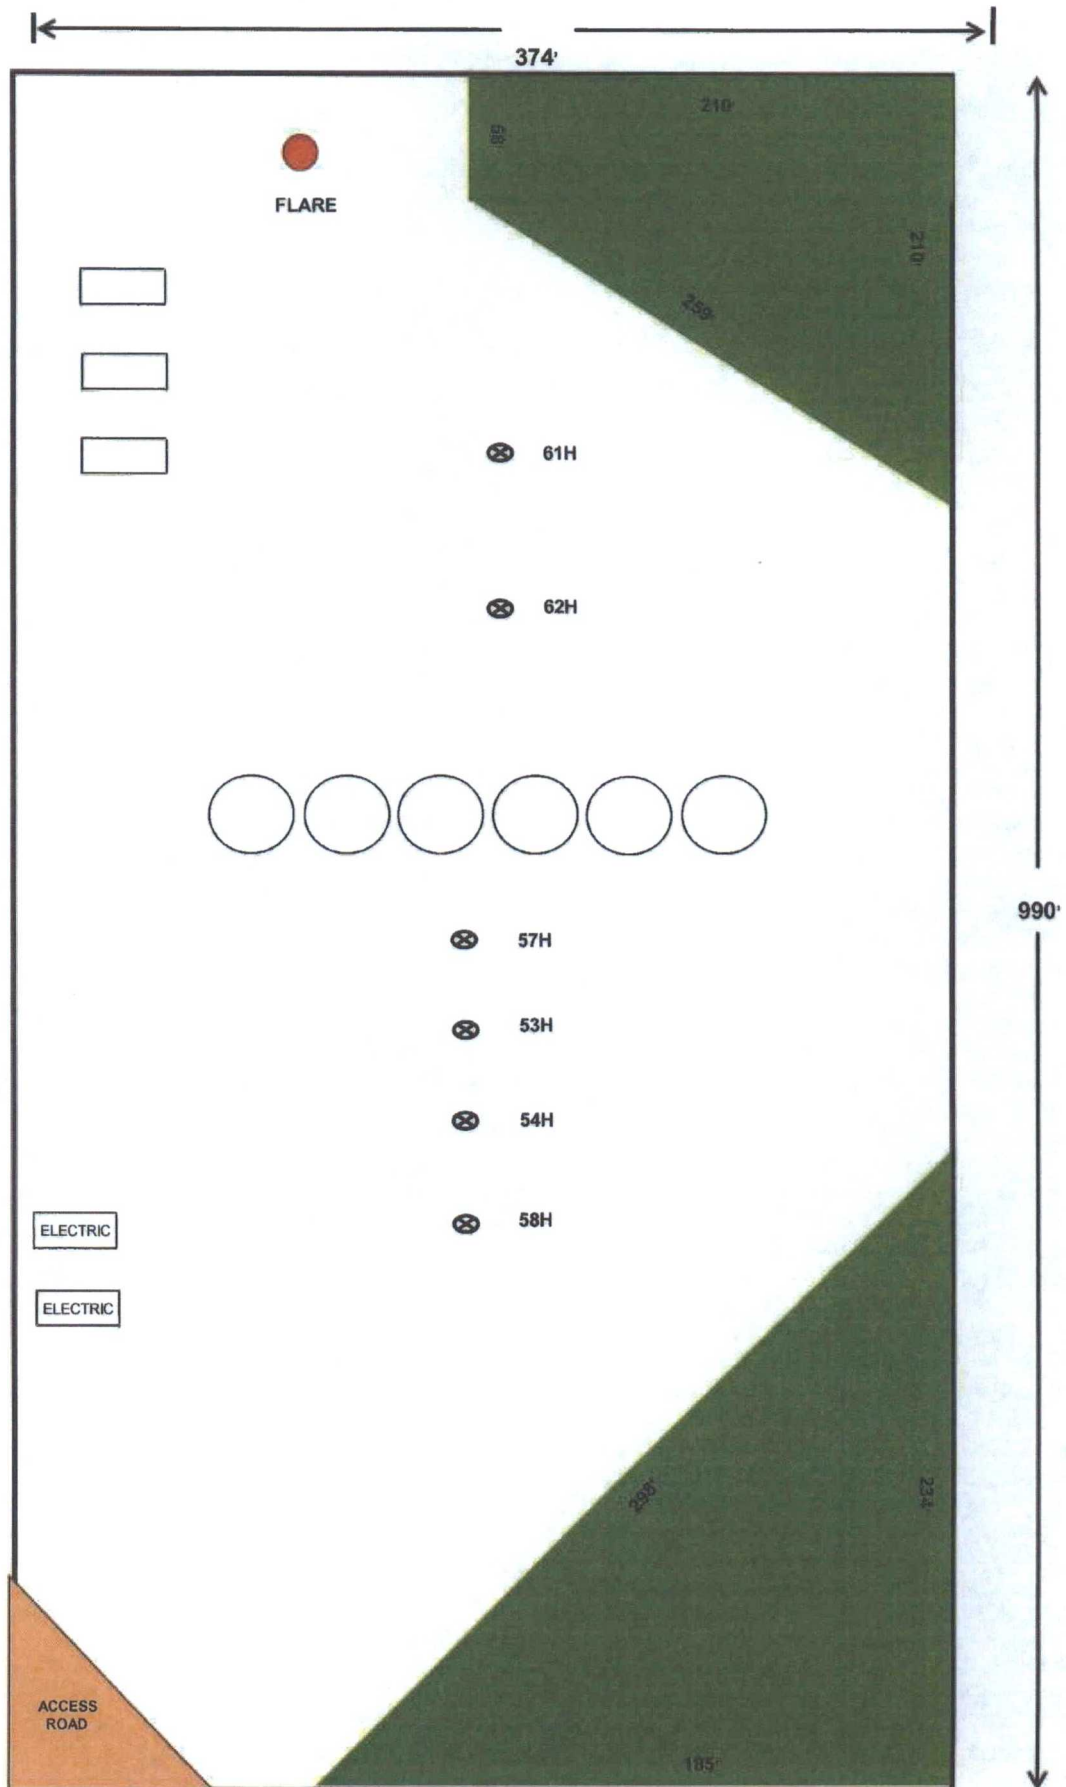 374'
210'
68'
FLARE
210'
259'
61H
62H
990'
57H
53H
54H
58H
ELECTRIC
ELECTRIC
298'
234'
ACCESS
ROAD
185'